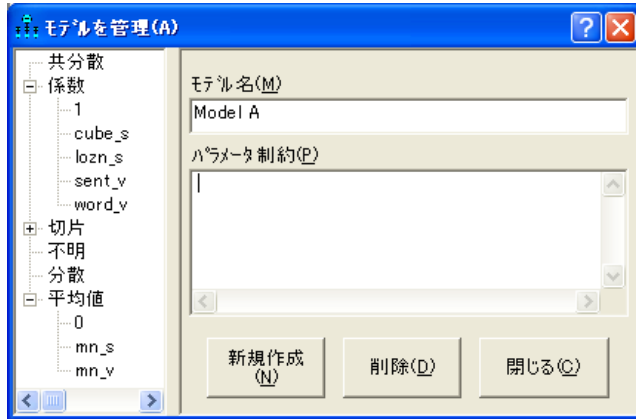 ﾓﾃﾞﾙを管理(A)
共分散
係数
1
cube_s
lozn_s
sent_v
word_v
切片
不明
分散
平均値
0
mn_s
mn_v
ﾓﾃﾞﾙ名(M)
Model A
ﾊﾟﾗﾒｰﾀ制約(P)
新規作成
(N)
削除(D)
閉じる(C)